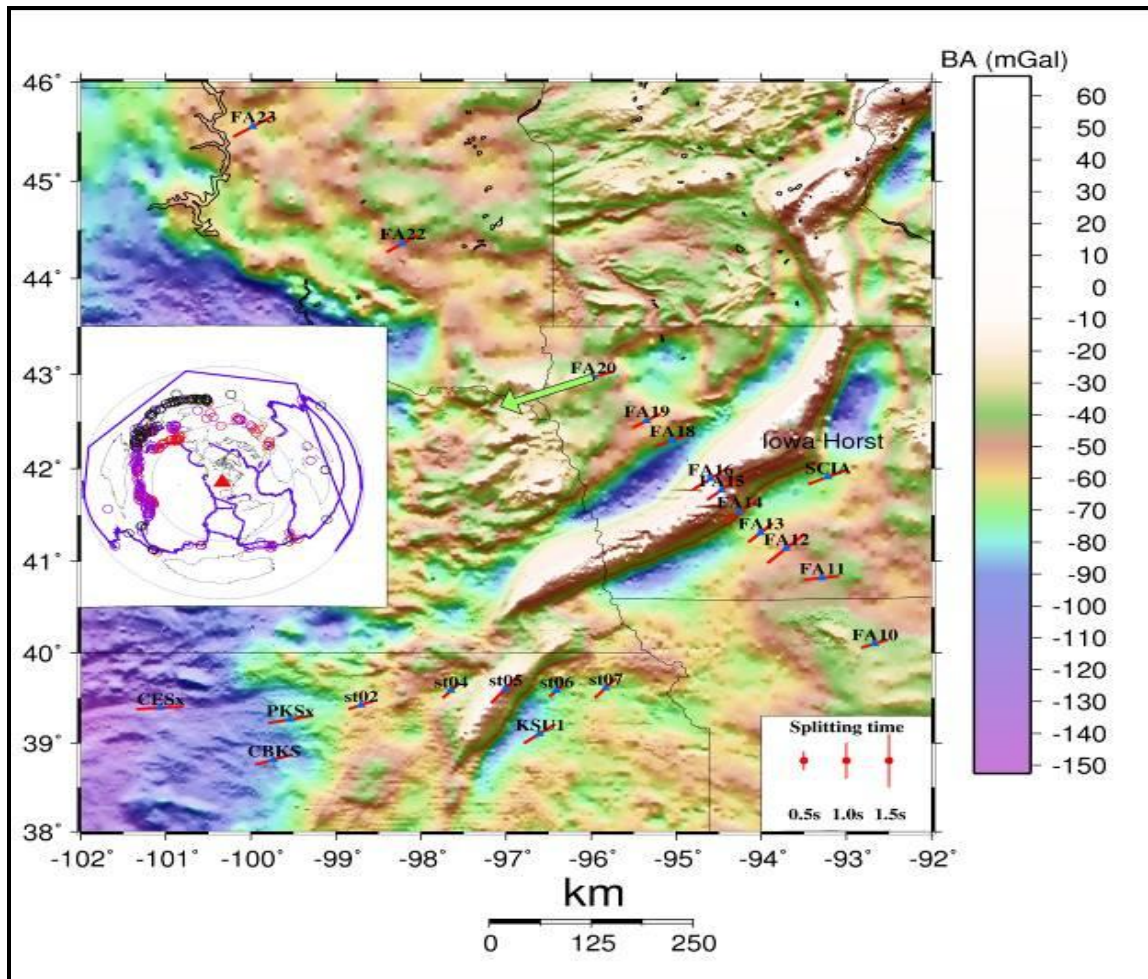 BA (mGal)
46°
45°
44°
43°
42°
41°
40°
39°
38°
-102 -101 -100 -99 -98 -97 -96 -95 -94 -93 -92
60
50
40
30
20
10
0
-10
-20
-30
-40
-50
-60
-70
-80
-90
-100
-110
-120
-130
-140
-150
FA23
FA22
FA20
FA19
FA18
Iowa Horst
FA16
SCIA
FA15
FA14
FA13
FA12
FA11
FA10
st04 st05 st06 st07
CESx PKSx st02
KSU1
CBKS
Splitting time
0.5s 1.0s 1.5s
km
0 125 250